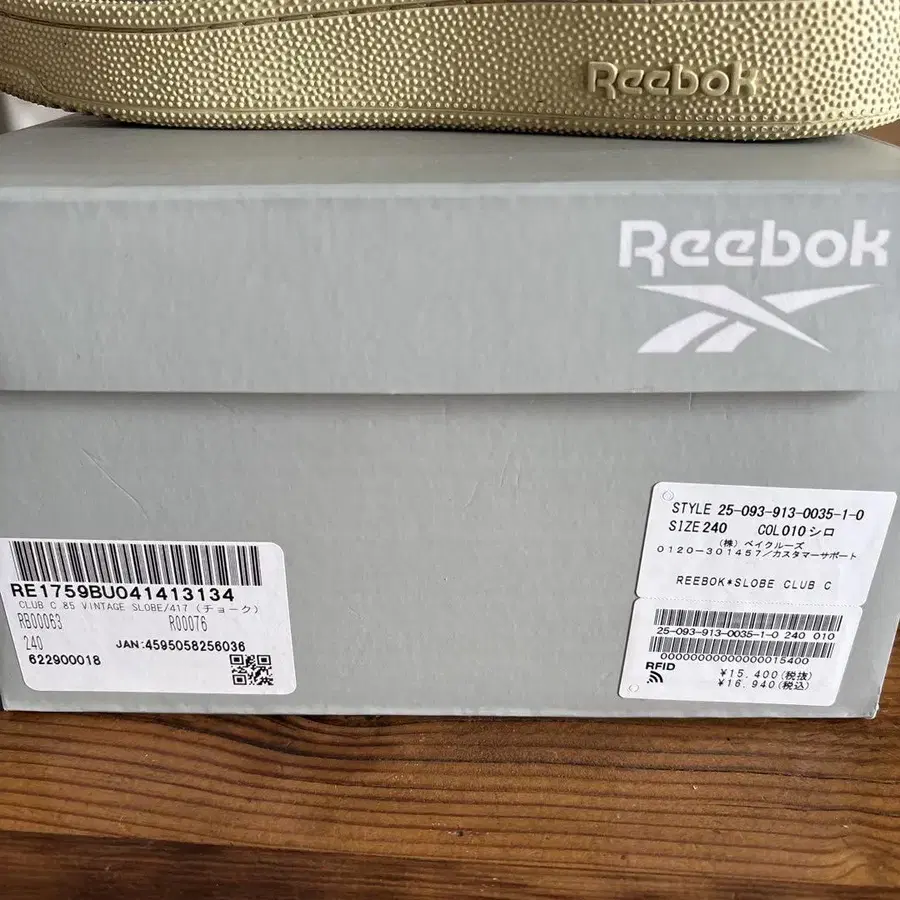 Reebok
Reebok
STYLE 25-093-913-0035-1-0
SIZE 240 COL 010 シロ
(株) ベイクルーズ
0120-301457/カスタマーサポート
REEBOK*SLOBE CLUB C
25-093-913-0035-1-0 240 010
00000000000000015400
RFID
¥15.400(税抜)
¥16.940(税込)
RE1759BU041413134
CLUB C 85 VINTAGE SLOBE/417 (チョーク)
RB00063 R00076
240 JAN:4595058256036
622900018